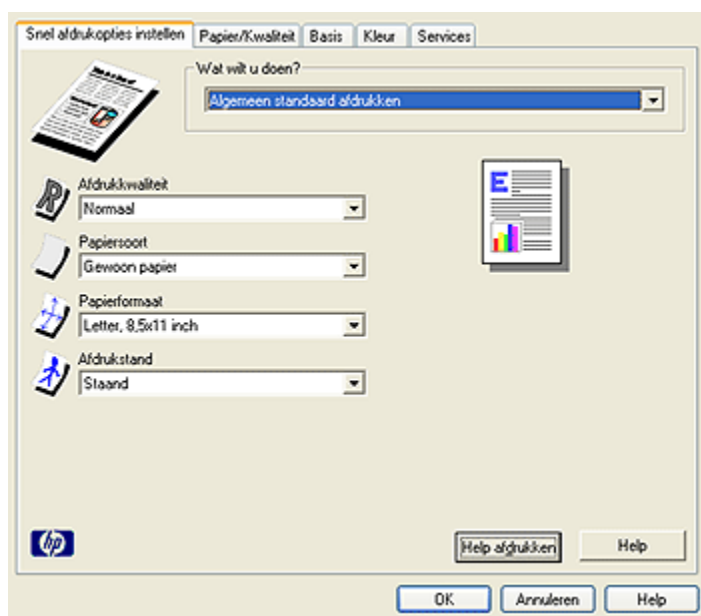 Snel afdrukopties instellen Papier/Kwaliteit Basis Kleur Services
Wat wilt u doen?
Algemeen standaard afdrukken
Afdrukkwaliteit
Normaal
Papiersoort
Gewoon papier
Papierformaat
Letter, 8,5x11 inch
Afdrukstand
Staand
E
hp
Help afdrukken Help
OK Annuleren Help